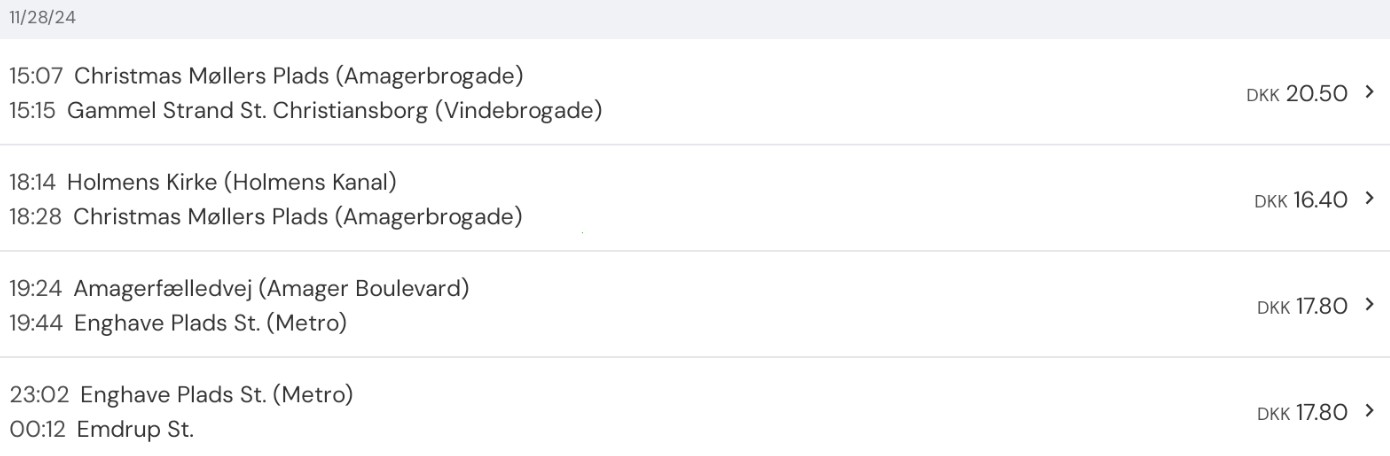 11/28/24
15:07 Christmas Møllers Plads (Amagerbrogade)
15:15 Gammel Strand St. Christiansborg (Vindebrogade)
DKK 20.50
18:14 Holmens Kirke (Holmens Kanal)
18:28 Christmas Møllers Plads (Amagerbrogade)
DKK 16.40
19:24 Amagerfælledvej (Amager Boulevard)
19:44 Enghave Plads St. (Metro)
DKK 17.80
23:02 Enghave Plads St. (Metro)
00:12 Emdrup St.
DKK 17.80